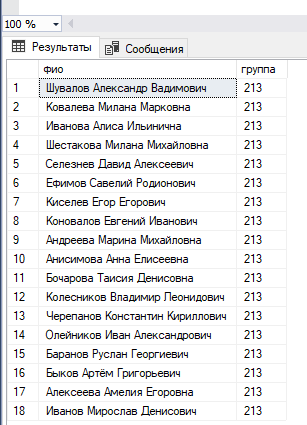 100 %
Результаты Сообщения
фио группа
1 Шувалов Александр Вадимович 213
2 Ковалева Милана Марковна 213
3 Иванова Алиса Ильинична 213
4 Шестакова Милана Михайловна 213
5 Селезнев Давид Алексеевич 213
6 Ефимов Савелий Родионович 213
7 Киселев Егор Егорович 213
8 Коновалов Евгений Иванович 213
9 Андреева Марина Михайловна 213
10 Анисимова Анна Елисеевна 213
11 Бочарова Таисия Денисовна 213
12 Колесников Владимир Леонидович 213
13 Черепанов Константин Кириллович 213
14 Олейников Иван Александрович 213
15 Баранов Руслан Георгиевич 213
16 Быков Артём Григорьевич 213
17 Алексеева Амелия Егоровна 213
18 Иванов Мирослав Денисович 213